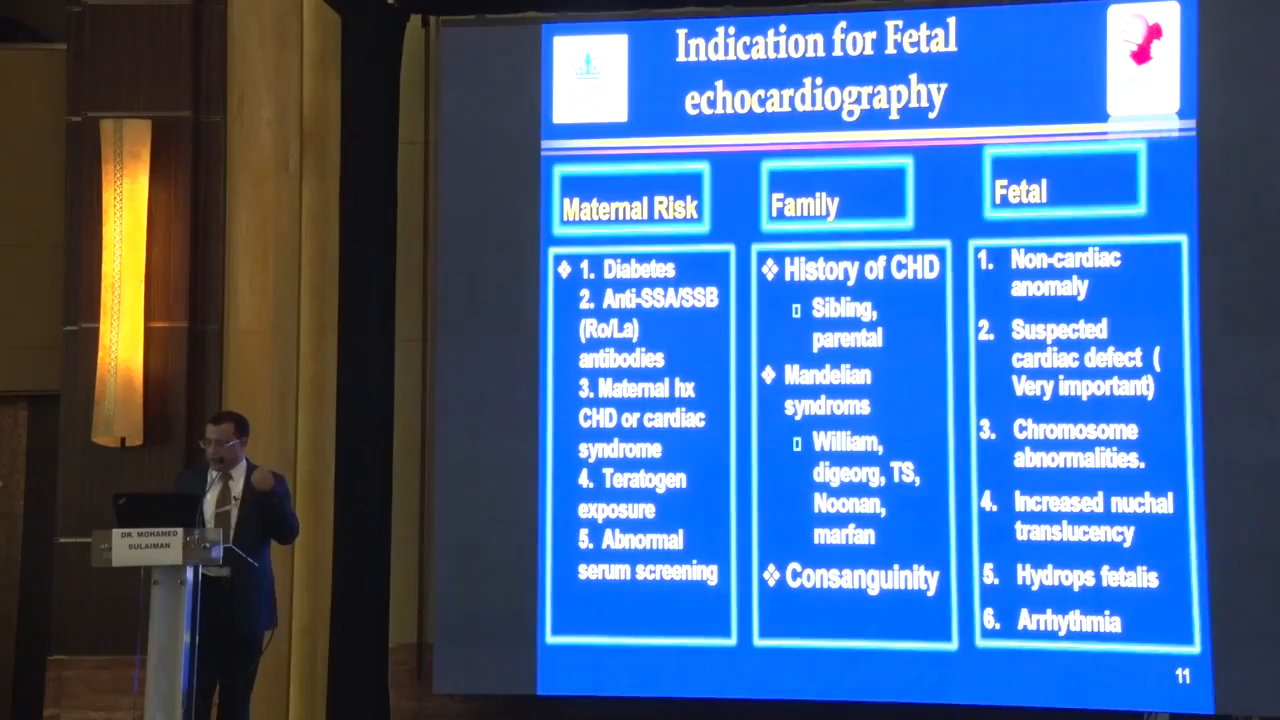 Indication for Fetal
echocardiography
Maternal Risk
❖ 1. Diabetes
2. Anti-SSA/SSB
(Ro/La)
antibodies
3. Maternal hx
CHD or cardiac
syndrome
4. Teratogen
exposure
5. Abnormal
serum screening
Family
❖ History of CHD
▯ Sibling,
parental
❖ Mandelian
syndroms
▯ William,
digeorg, TS,
Noonan,
marfan
❖ Consanguinity
Fetal
1. Non-cardiac
anomaly
2. Suspected
cardiac defect (
Very important)
3. Chromosome
abnormalities.
4. Increased nuchal
translucency
5. Hydrops fetalis
6. Arrhythmia
11
DR. MOHAMED
SULAIMAN